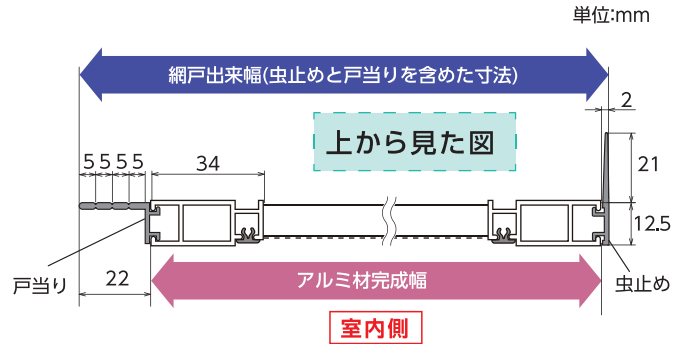 単位:mm
網戸出来幅(虫止めと戸当りを含めた寸法)
2
上から見た図
5 5 5 5
34
21
12.5
戸当り
22
アルミ材完成幅
虫止め
室内側